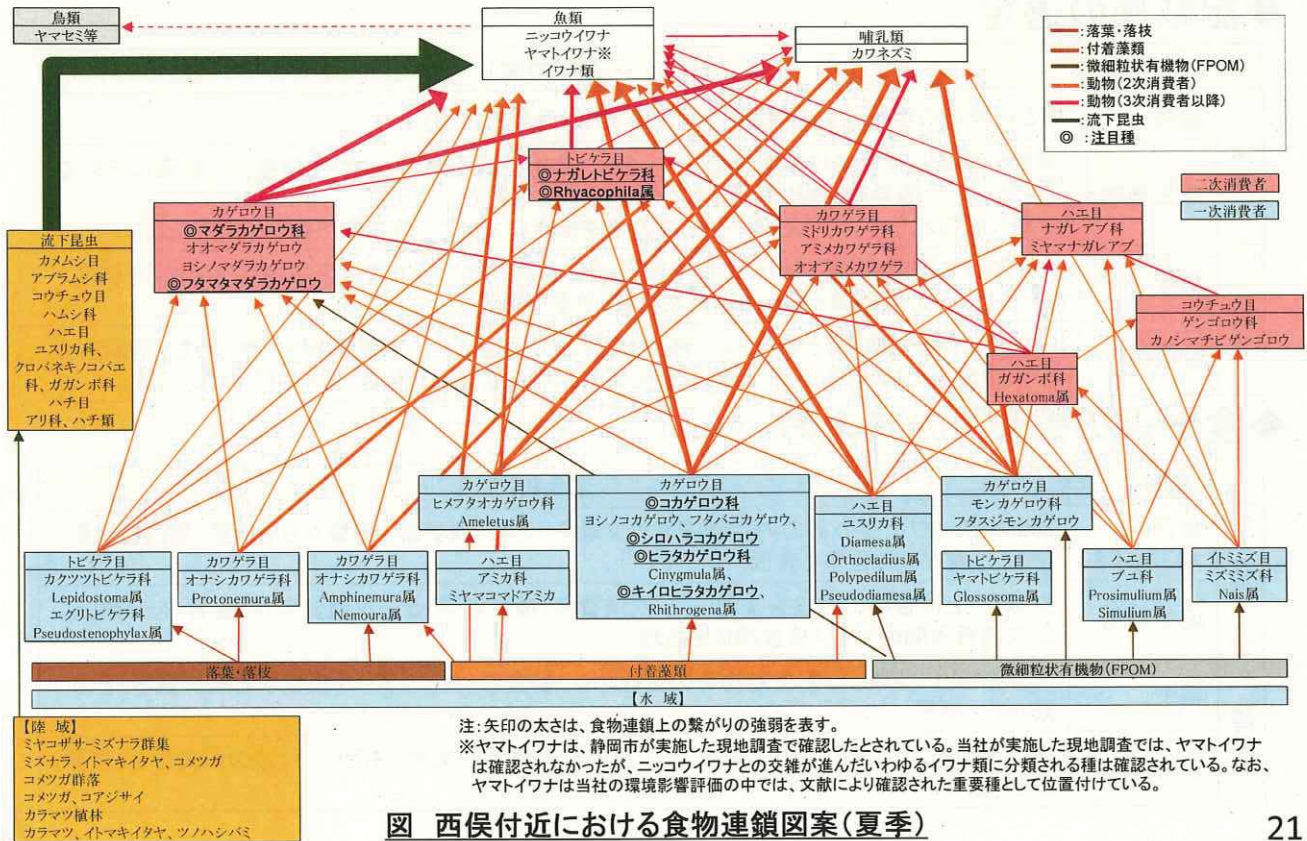 鳥類
ヤマセミ等
魚類
ニッコウイワナ
ヤマトイワナ※
イワナ類
哺乳類
カワネズミ
━:落葉・落枝
━:付着藻類
━:微細粒状有機物(FPOM)
━:動物(2次消費者)
━:動物(3次消費者以降)
━:流下昆虫
◎ :注目種
二次消費者
一次消費者
トビケラ目
◎ナガレトビケラ科
◎Rhyacophila属
カゲロウ目
◎マダラカゲロウ科
オオマダラカゲロウ
ヨシノマダラカゲロウ
◎フタマタマダラカゲロウ
カワゲラ目
ミドリカワゲラ科
アミメカワゲラ科
オオアミメカワゲラ
ハエ目
ナガレアブ科
ミヤマナガレアブ
コウチュウ目
ゲンゴロウ科
カノシマチビゲンゴロウ
ハエ目
ガガンボ科
Hexatoma属
流下昆虫
カメムシ目
アブラムシ科
コウチュウ目
ハムシ科
ハエ目
ユスリカ科、
クロバネキノコバエ
科、ガガンボ科
ハチ目
アリ科、ハチ類
カゲロウ目
ヒメフタオカゲロウ科
Ameletus属
カゲロウ目
◎コカゲロウ科
ヨシノコカゲロウ、フタバコカゲロウ、
◎シロハラコカゲロウ
◎ヒラタカゲロウ科
Cinygmula属、
◎キイロヒラタカゲロウ、
Rhithrogena属
ハエ目
ユスリカ科
Diamesa属
Orthocladius属
Polypedilum属
Pseudodiamesa属
カゲロウ目
モンカゲロウ科
フタスジモンカゲロウ
トビケラ目
カクツツトビケラ科
Lepidostoma属
エグリトビケラ科
Pseudostenophylax属
カワゲラ目
オナシカワゲラ科
Protonemura属
カワゲラ目
オナシカワゲラ科
Amphinemura属
Nemoura属
ハエ目
アミカ科
ミヤマコマドアミカ
トビケラ目
ヤマトビケラ科
Glossosoma属
ハエ目
ブユ科
Prosimulium属
Simulium属
イトミミズ目
ミズミミズ科
Nais属
落葉・落枝
付着藻類
微細粒状有機物(FPOM)
【水 域】
【陸 域】
ミヤコザサ-ミズナラ群集
ミズナラ、イトマキイタヤ、コメツガ
コメツガ群落
コメツガ、コアジサイ
カラマツ植林
カラマツ、イトマキイタヤ、ツノハシバミ
注:矢印の太さは、食物連鎖上の繋がりの強弱を表す。
※ヤマトイワナは、静岡市が実施した現地調査で確認したとされている。当社が実施した現地調査では、ヤマトイワナ
は確認されなかったが、ニッコウイワナとの交雑が進んだいわゆるイワナ類に分類される種は確認されている。なお、
ヤマトイワナは当社の環境影響評価の中では、文献により確認された重要種として位置付けている。
図 西俣付近における食物連鎖図案(夏季)
21